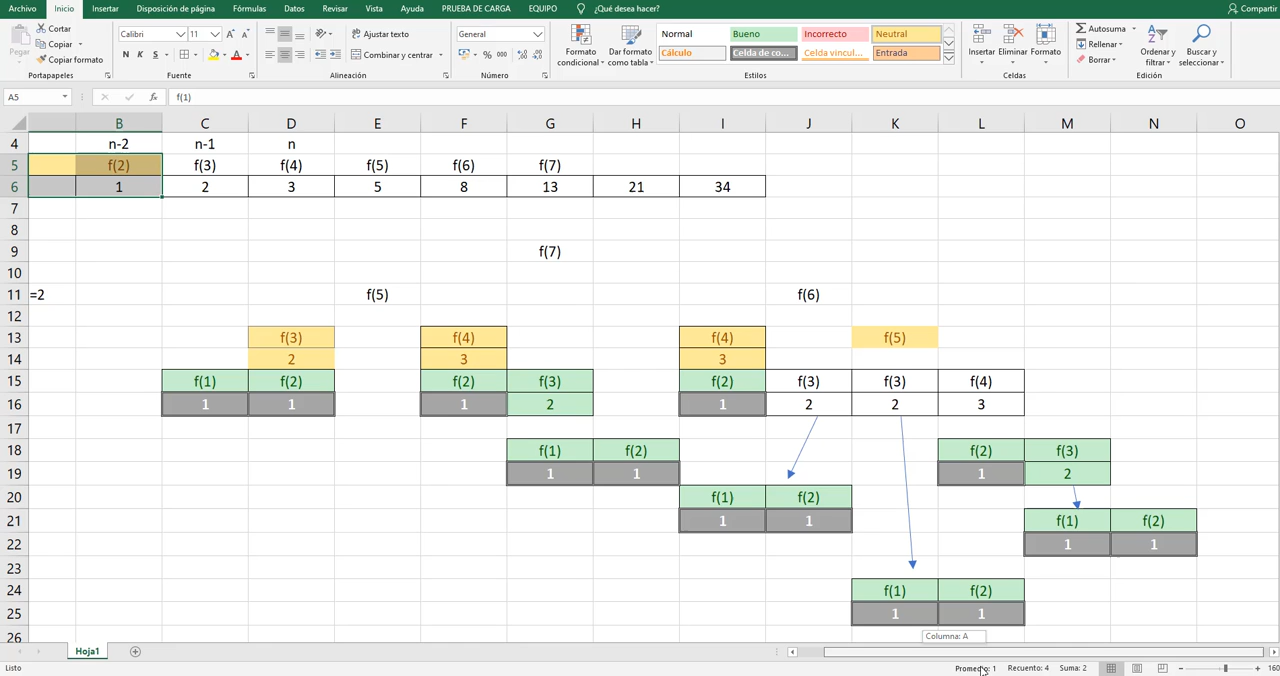 Archivo Inicio Insertar Disposición de página Fórmulas Datos Revisar Vista Ayuda PRUEBA DE CARGA EQUIPO ¿Qué desea hacer? Compartir
Pegar
Cortar
Copiar
Copiar formato
Portapapeles
Calibri 11
N K S
Fuente
Ajustar texto
Combinar y centrar
Alineación
General
% 000
Número
Formato condicional
Dar formato como tabla
Normal Bueno Incorrecto Neutral
Cálculo Celda de co... Celda vincul... Entrada
Estilos
Insertar Eliminar Formato
Celdas
Autosuma
Rellenar
Borrar
Ordenar y filtrar
Buscar y seleccionar
Edición
A5 fx f(1)
B C D E F G H I J K L M N O
4 n-2 n-1 n
5 f(2) f(3) f(4) f(5) f(6) f(7)
6 1 2 3 5 8 13 21 34
7
8
9 f(7)
10
11 =2 f(5) f(6)
12
13 f(3) f(4) f(4) f(5)
14 2 3 3
15 f(1) f(2) f(2) f(3) f(2) f(3) f(3) f(4)
16 1 1 1 2 1 2 2 3
17
18 f(1) f(2) f(2) f(3)
19 1 1 1 2
20 f(1) f(2)
21 1 1 f(1) f(2)
22 1 1
23
24 f(1) f(2)
25 1 1
26 Columna: A
Hoja1
Listo Promedio: 1 Recuento: 4 Suma: 2 160